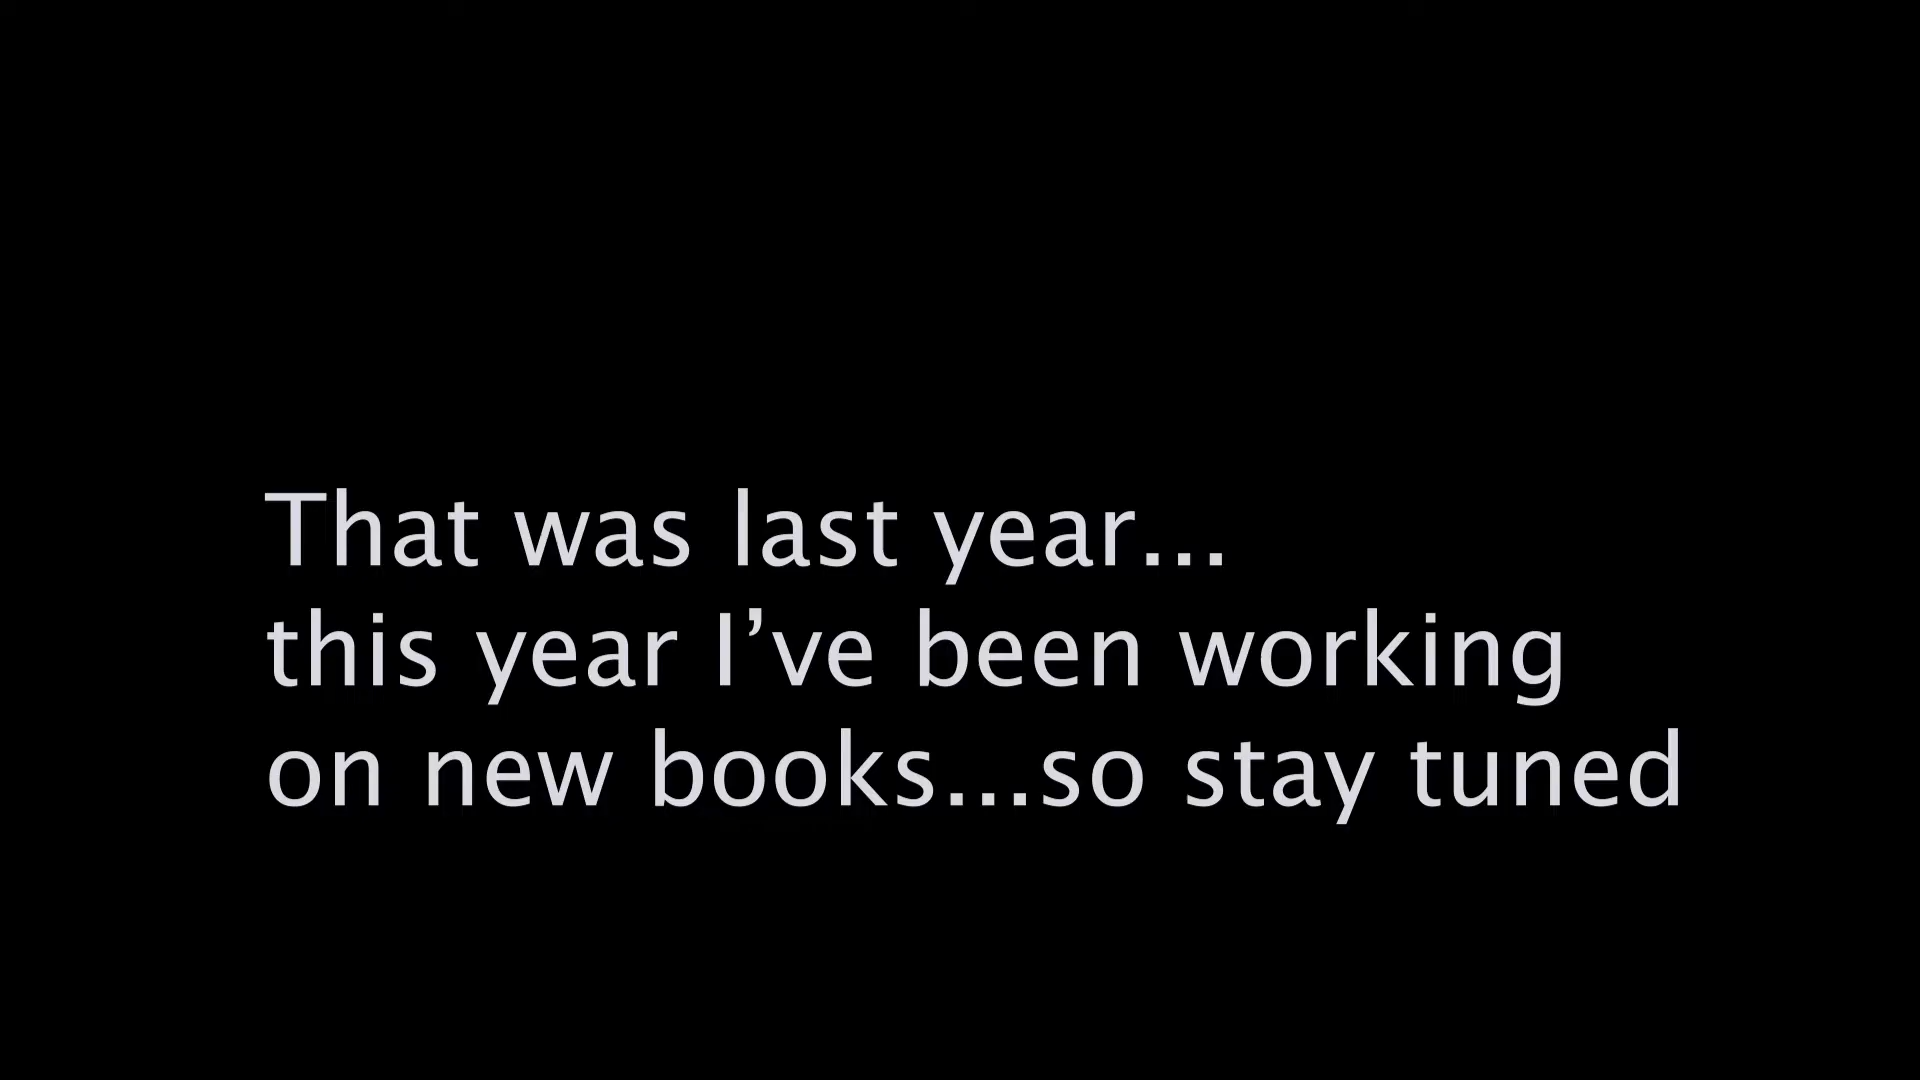 That was last year...
this year I’ve been working
on new books...so stay tuned